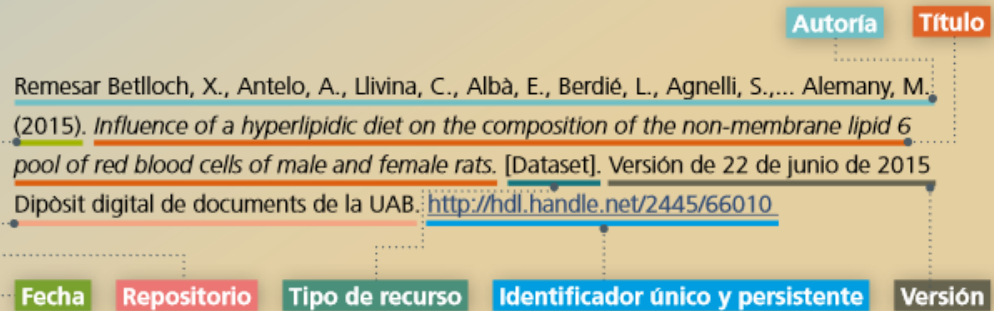 Autoría Título
Remesar Betlloch, X., Antelo, A., Llivina, C., Albà, E., Berdié, L., Agnelli, S.,... Alemany, M.
(2015). Influence of a hyperlipidic diet on the composition of the non-membrane lipid 6
pool of red blood cells of male and female rats. [Dataset]. Versión de 22 de junio de 2015
Dipòsit digital de documents de la UAB. http://hdl.handle.net/2445/66010
Fecha Repositorio Tipo de recurso Identificador único y persistente Versión